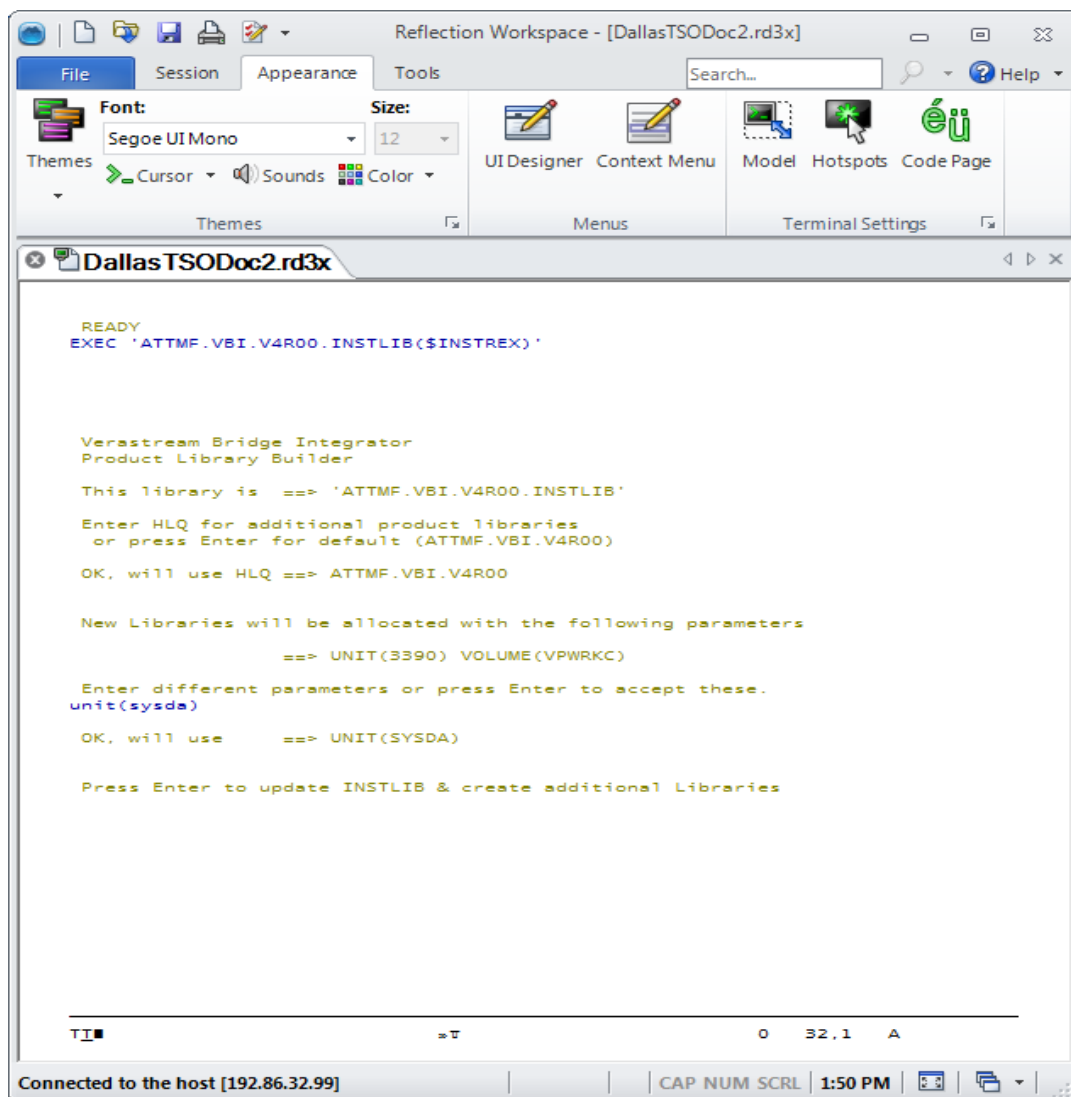 Reflection Workspace - [DallasTSODoc2.rd3x]
File Session Appearance Tools Search... Help
Font: Size:
Segoe UI Mono 12
Themes Cursor Sounds Color UI Designer Context Menu Model Hotspots Code Page
Themes Menus Terminal Settings
DallasTSODoc2.rd3x
READY
EXEC 'ATTMF.VBI.V4R00.INSTLIB($INSTREX)'
Verastream Bridge Integrator
Product Library Builder
This library is ==> 'ATTMF.VBI.V4R00.INSTLIB'
Enter HLQ for additional product libraries
or press Enter for default (ATTMF.VBI.V4R00)
OK, will use HLQ ==> ATTMF.VBI.V4R00
New Libraries will be allocated with the following parameters
==> UNIT(3390) VOLUME(VPWRKC)
Enter different parameters or press Enter to accept these.
unit(sysda)
OK, will use ==> UNIT(SYSDA)
Press Enter to update INSTLIB & create additional Libraries
O 32,1 A
Connected to the host [192.86.32.99] CAP NUM SCRL 1:50 PM